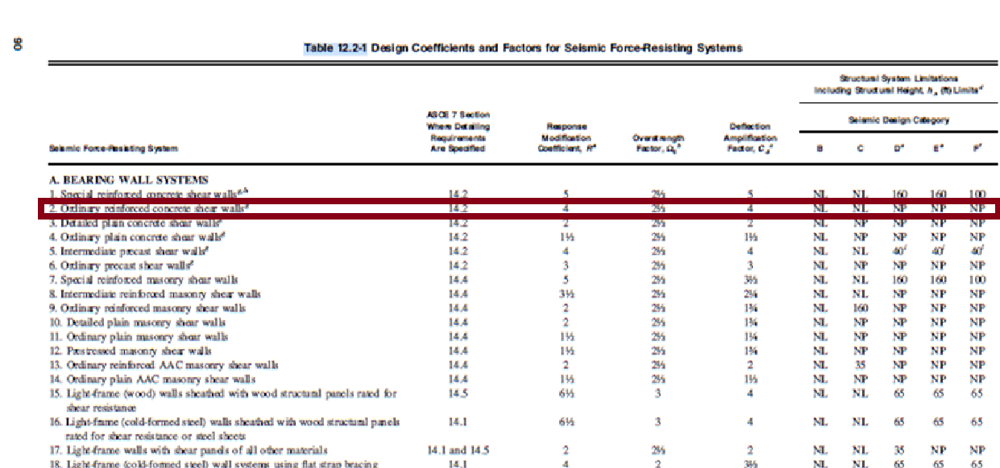 90
Table 12.2-1 Design Coefficients and Factors for Seismic Force-Resisting Systems
Structural System Limitations
Including Structural Height, hₙ (ft) Limitsᵈ
ASCE 7 Section
Where Detailing
Requirements
Are Specified
Response
Modification
Coefficient, Rᵃ
Overstrength
Factor, Ω₀ᵇ
Deflection
Amplification
Factor, C
Seismic Design Category
Seismic Force-Resisting System
B C Dᵉ Eᵉ Fᶠ
A. BEARING WALL SYSTEMS
1. Special reinforced concrete shear wallsᵍ,ʰ 14.2 5 2½ 5 NL NL 160 160 100
2. Ordinary reinforced concrete shear wallsᵍ 14.2 4 2½ 4 NL NL NP NP NP
3. Detailed plain concrete shear wallsᵍ 14.2 2 2½ 2 NL NP NP NP NP
4. Ordinary plain concrete shear wallsᵍ 14.2 1½ 2½ 1½ NL NP NP NP NP
5. Intermediate precast shear wallsᵍ 14.2 4 2½ 4 NL NL 40ⁱ 40ⁱ 40ⁱ
6. Ordinary precast shear wallsᵍ 14.2 3 2½ 3 NL NP NP NP NP
7. Special reinforced masonry shear walls 14.4 5 2½ 3½ NL NL 160 160 100
8. Intermediate reinforced masonry shear walls 14.4 3½ 2½ 2¼ NL NL NP NP NP
9. Ordinary reinforced masonry shear walls 14.4 2 2½ 1¾ NL 160 NP NP NP
10. Detailed plain masonry shear walls 14.4 2 2½ 1¾ NL NP NP NP NP
11. Ordinary plain masonry shear walls 14.4 1½ 2½ 1¼ NL NP NP NP NP
12. Prestressed masonry shear walls 14.4 1½ 2½ 1¾ NL NP NP NP NP
13. Ordinary reinforced AAC masonry shear walls 14.4 2 2½ 2 NL 35 NP NP NP
14. Ordinary plain AAC masonry shear walls 14.4 1½ 2½ 1½ NL NP NP NP NP
15. Light-frame (wood) walls sheathed with wood structural panels rated for 14.5 6½ 3 4 NL NL 65 65 65
shear resistance
16. Light-frame (cold-formed steel) walls sheathed with wood structural panels 14.1 6½ 3 4 NL NL 65 65 65
rated for shear resistance or steel sheets
17. Light-frame walls with shear panels of all other materials 14.1 and 14.5 2 2½ 2 NL NL 35 NP NP
18. Light-frame (cold-formed steel) wall systems using flat strap bracing 14.1 4 2 3½ NL NL 65 65 65